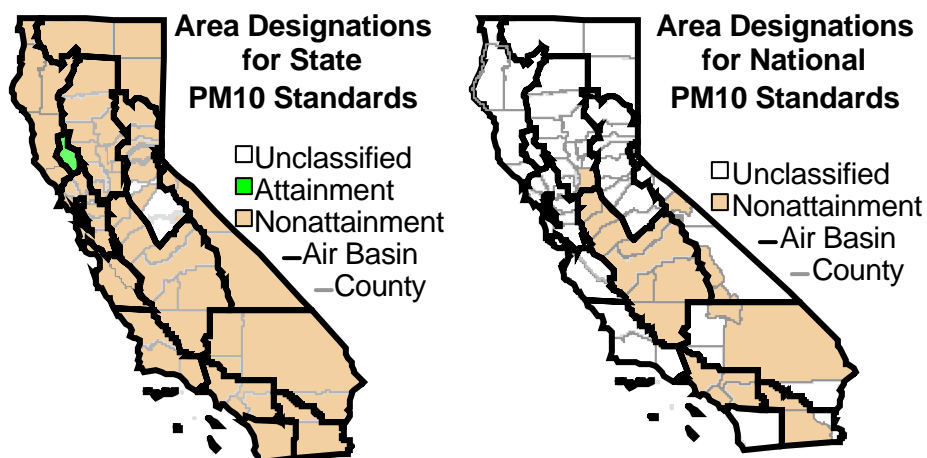 Area Designations
for State
PM10 Standards
Unclassified
Attainment
Nonattainment
Air Basin
County
Area Designations
for National
PM10 Standards
Unclassified
Nonattainment
Air Basin
County